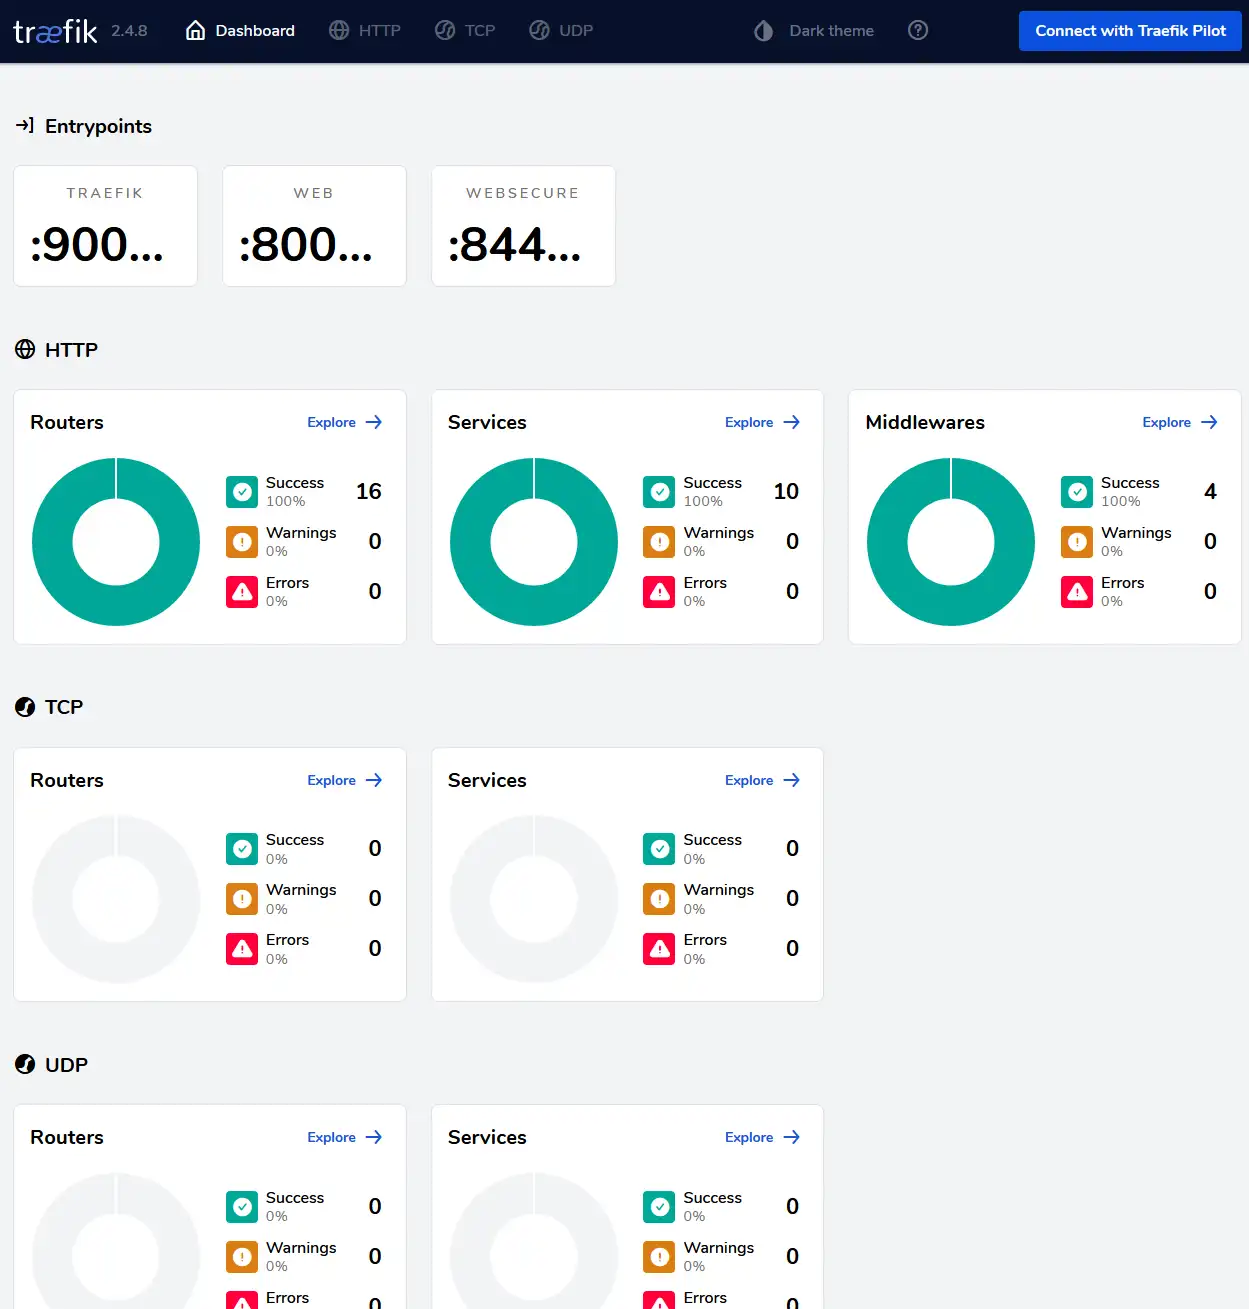 træfik 2.4.8 Dashboard HTTP TCP UDP Dark theme Connect with Traefik Pilot
Entrypoints
TRAEFIK
:900...
WEB
:800...
WEBSECURE
:844...
HTTP
Routers Explore
Success 16
100%
Warnings 0
0%
Errors 0
0%
Services Explore
Success 10
100%
Warnings 0
0%
Errors 0
0%
Middlewares Explore
Success 4
100%
Warnings 0
0%
Errors 0
0%
TCP
Routers Explore
Success 0
0%
Warnings 0
0%
Errors 0
0%
Services Explore
Success 0
0%
Warnings 0
0%
Errors 0
0%
UDP
Routers Explore
Success 0
0%
Warnings 0
0%
Errors 0
Services Explore
Success 0
0%
Warnings 0
0%
Errors 0